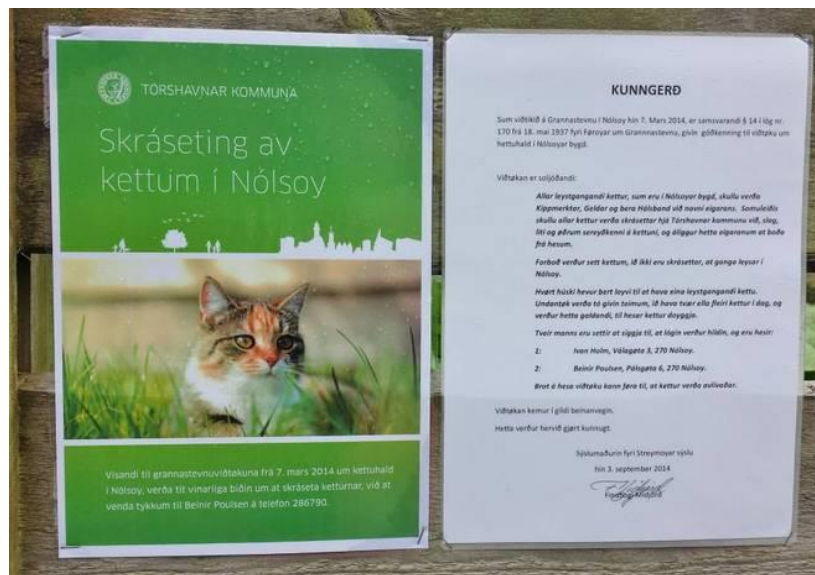 TÓRSHAVNAR KOMMUNA
Skráseting av
kettum í Nólsoy
Vísandi til grannastevnuviðtøkuna frá 7. mars 2014 um kettuhald
í Nólsoy, verða tit vinarliga biðin um at skráseta ketturnar, við at
venda tykkum til Beinir Poulsen á telefon 286790.
KUNNGERÐ
Sum viðtikið á Grannastevnu í Nólsoy hin 7. Mars 2014, er samsvarandi § 14 í lóg nr.
170 frá 18. mai 1937 fyri Føroyar um Grannastevnu, givin góðkenning til viðtøku um
kettuhald í Nólsoyar bygd.
Viðtøkan er soljóðandi:
Allar leystgangandi kettur, sum eru í Nólsoyar bygd, skullu verða
Kippmerktar, Geldar og bera Hálsband við navni eigarans. Somuleiðis
skullu allar kettur verða skrásettar hjá Tórshavnar kommunu við, slag,
liti og øðrum sereyðkenni á kettuni, og áliggur hetta eigaranum at boða
frá hesum.
Forboð verður sett kettum, ið ikki eru skrásettar, at ganga leysar í
Nólsoy.
Hvørt húski hevur bert loyvi til at hava eina leystgangandi kettu.
Undantøk verða tó givin teimum, ið hava tvær ella fleiri kettur í dag, og
verður hetta galdandi, til hesar kettur doyggja.
Tveir manns eru settir at síggja til, at lógin verður hildin, og eru hesir:
1: Ivan Holm, Válagøta 3, 270 Nólsoy.
2: Beinir Poulsen, Pálsgøta 6, 270 Nólsoy.
Brot á hesa viðtøku kann føra til, at kettur verða avlivaðar.
Viðtøkan kemur í gildi beinanvegin.
Hetta verður hervið gjørt kunnugt.
Sýslumaðurin fyri Streymoyar sýslu
hin 3. september 2014